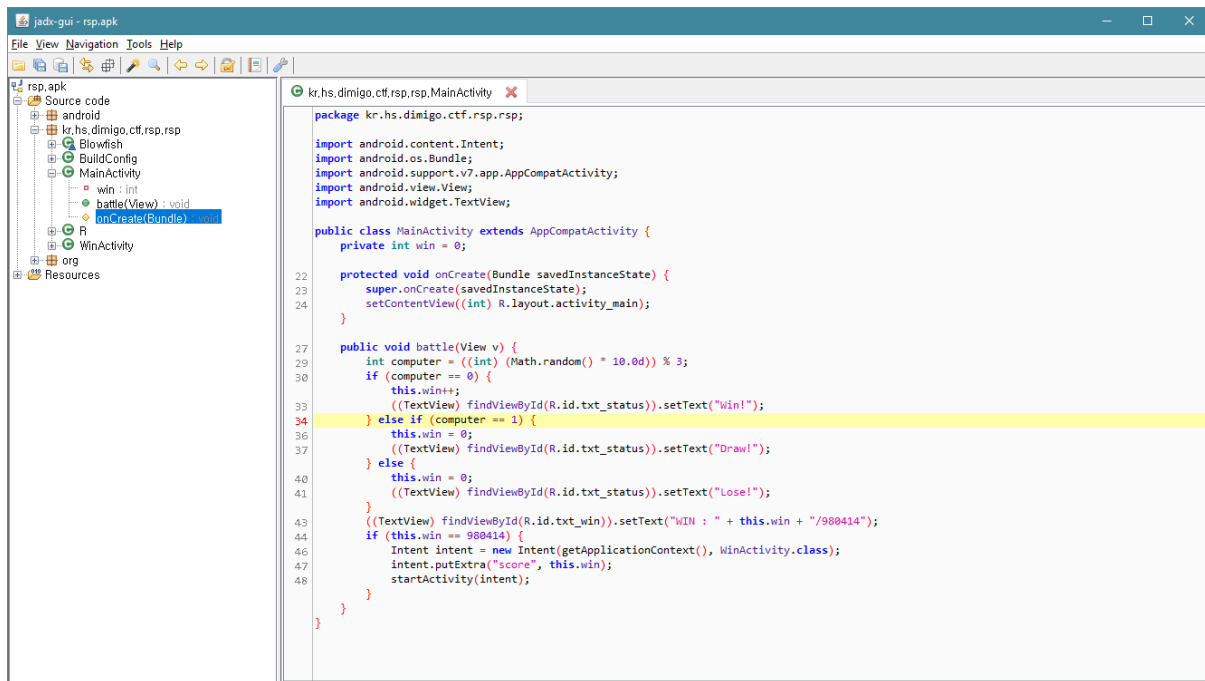 jadx-gui - rsp.apk
File View Navigation Tools Help
rsp.apk
Source code
android
kr.hs.dimigo.ctf.rsp.rsp
Blowfish
BuildConfig
MainActivity
win : int
battle(View) : void
onCreate(Bundle) : void
R
WinActivity
org
Resources
kr.hs.dimigo.ctf.rsp.rsp.MainActivity
package kr.hs.dimigo.ctf.rsp.rsp;
import android.content.Intent;
import android.os.Bundle;
import android.support.v7.app.AppCompatActivity;
import android.view.View;
import android.widget.TextView;
public class MainActivity extends AppCompatActivity {
private int win = 0;
22 protected void onCreate(Bundle savedInstanceState) {
23 super.onCreate(savedInstanceState);
24 setContentView((int) R.layout.activity_main);
}
27 public void battle(View v) {
29 int computer = ((int) (Math.random() * 10.0d)) % 3;
30 if (computer == 0) {
this.win++;
33 ((TextView) findViewById(R.id.txt_status)).setText("Win!");
34 } else if (computer == 1) {
36 this.win = 0;
37 ((TextView) findViewById(R.id.txt_status)).setText("Draw!");
} else {
40 this.win = 0;
41 ((TextView) findViewById(R.id.txt_status)).setText("Lose!");
}
43 ((TextView) findViewById(R.id.txt_win)).setText("WIN : " + this.win + "/980414");
44 if (this.win == 980414) {
46 Intent intent = new Intent(getApplicationContext(), WinActivity.class);
47 intent.putExtra("score", this.win);
48 startActivity(intent);
}
}
}